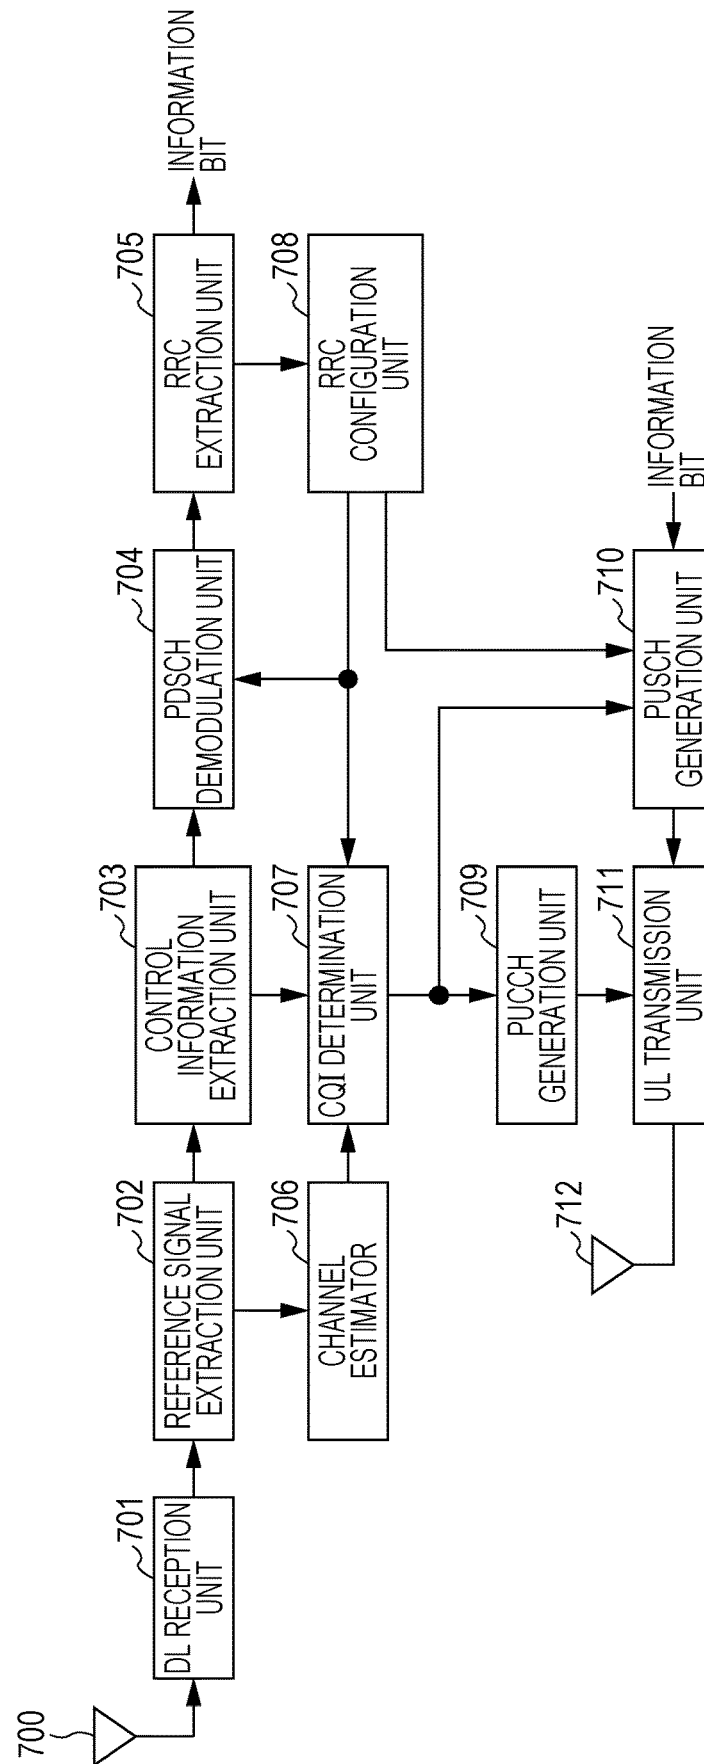 700
701
DL RECEPTION
UNIT
702
REFERENCE SIGNAL
EXTRACTION UNIT
703
CONTROL
INFORMATION
EXTRACTION UNIT
704
PDSCH
DEMODULATION UNIT
705
RRC
EXTRACTION UNIT
INFORMATION
BIT
706
CHANNEL
ESTIMATOR
707
CQI DETERMINATION
UNIT
708
RRC
CONFIGURATION
UNIT
709
PUCCH
GENERATION UNIT
712
711
UL TRANSMISSION
UNIT
710
PUSCH
GENERATION UNIT
INFORMATION
BIT